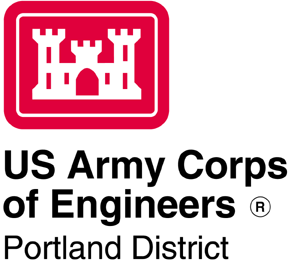 US Army Corps
of Engineers ®
Portland District